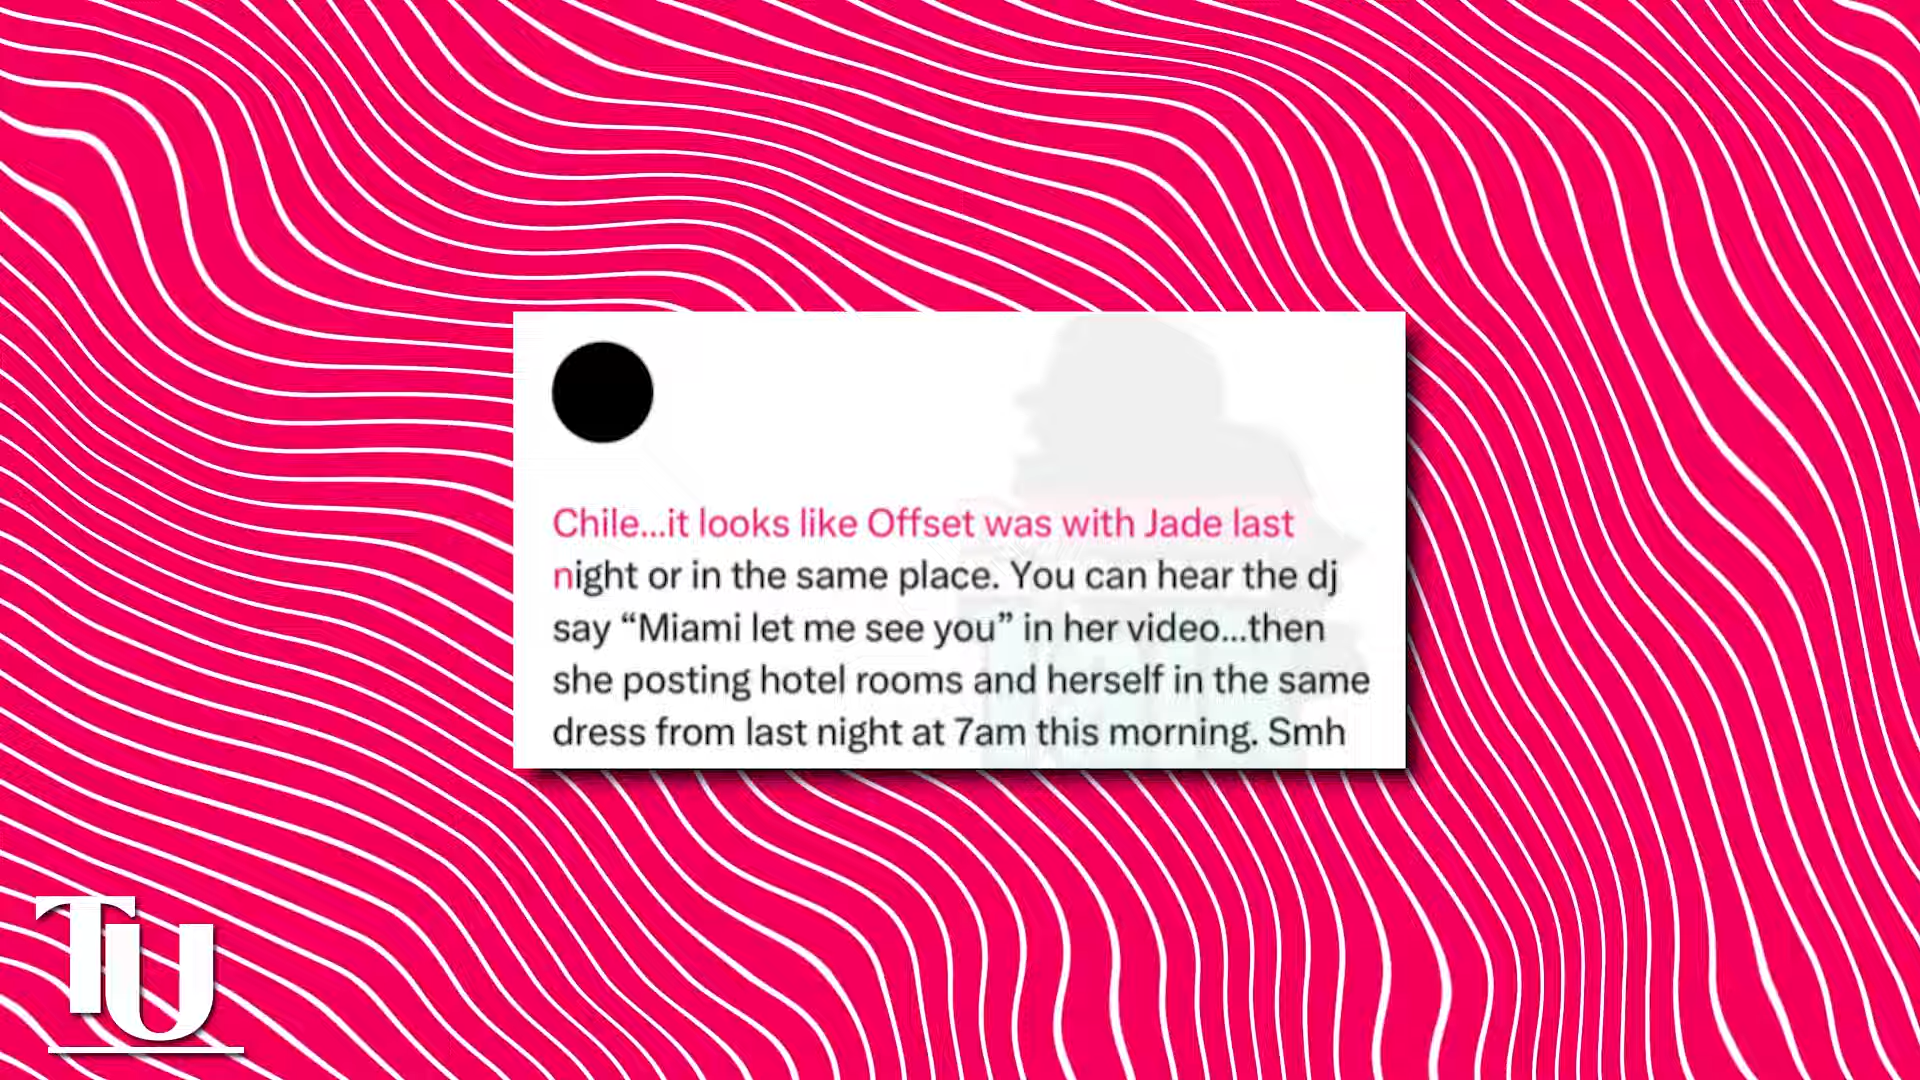 Chile...it looks like Offset was with Jade last
night or in the same place. You can hear the dj
say “Miami let me see you” in her video...then
she posting hotel rooms and herself in the same
dress from last night at 7am this morning. Smh
TU